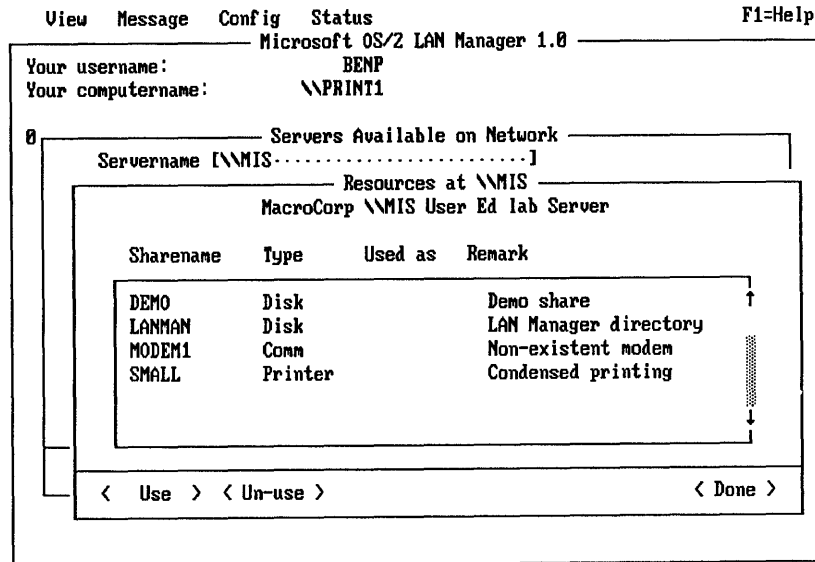 View Message Config Status F1=Help
Microsoft OS/2 LAN Manager 1.0
Your username: BENP
Your computername: \\PRINT1
0
Servers Available on Network
Servername [\\MIS·························]
Resources at \\MIS
MacroCorp \\MIS User Ed lab Server
Sharename Type Used as Remark
DEMO Disk Demo share
LANMAN Disk LAN Manager directory
MODEM1 Comm Non-existent modem
SMALL Printer Condensed printing
< Use > < Un-use > < Done >